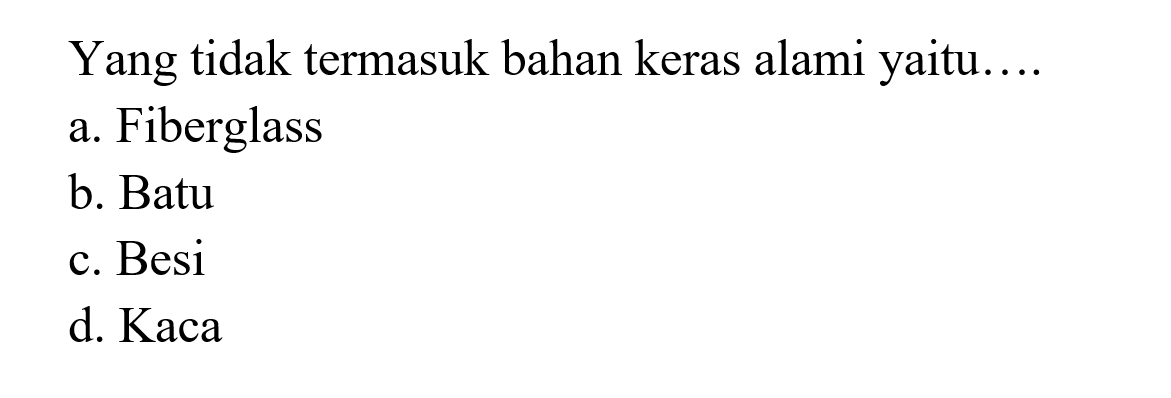 Yang tidak termasuk bahan keras alami yaitu….
a. Fiberglass
b. Batu
c. Besi
d. Kaca